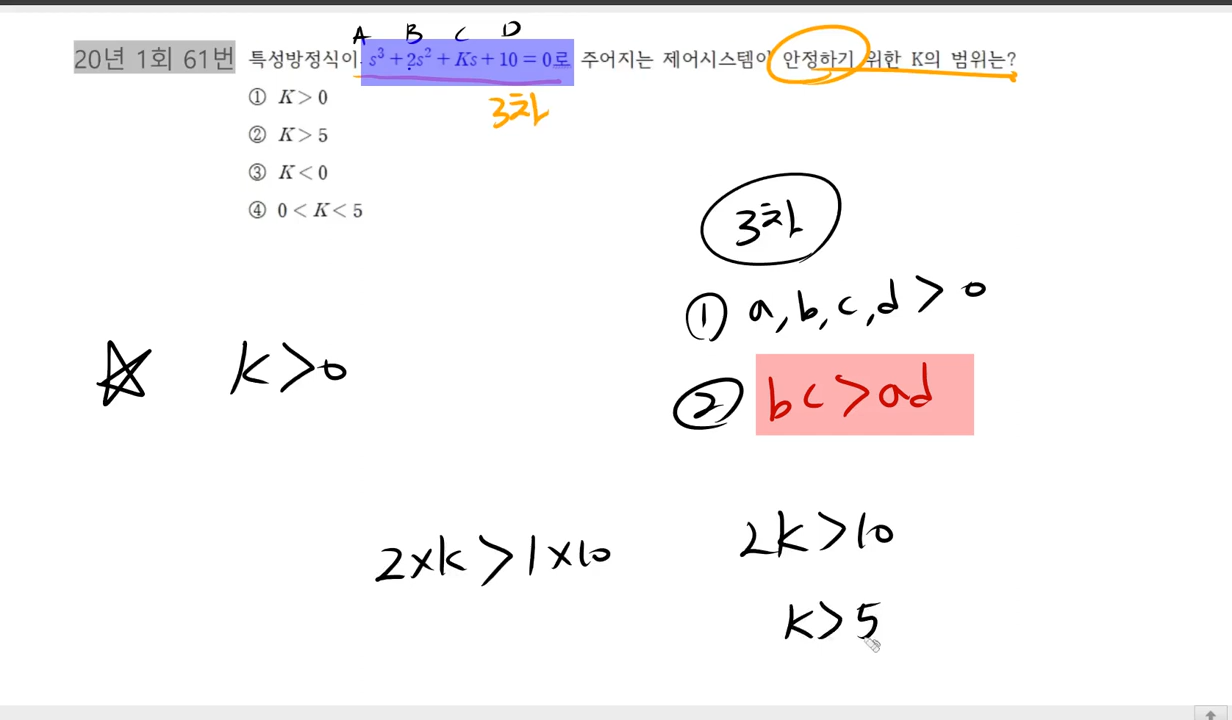 A B C D
20년 1회 61번 특성방정식이 s³ + 2s² + Ks + 10 = 0로 주어지는 제어시스템이 안정하기 위한 K의 범위는?
① K > 0
3차
② K > 5
③ K < 0
④ 0 < K < 5
3차
① a, b, c, d > 0
☆ K > 0
② bc > ad
2K > 10
2×K > 1×10
K > 5